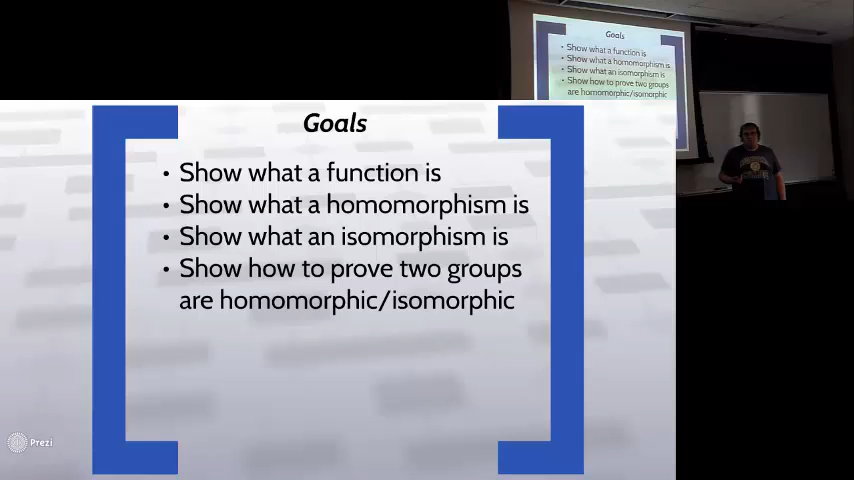 Goals
• Show what a function is
• Show what a homomorphism is
• Show what an isomorphism is
• Show how to prove two groups
are homomorphic/isomorphic
Prezi
Goals
• Show what a function is
• Show what a homomorphism is
• Show what an isomorphism is
• Show how to prove two groups
are homomorphic/isomorphic